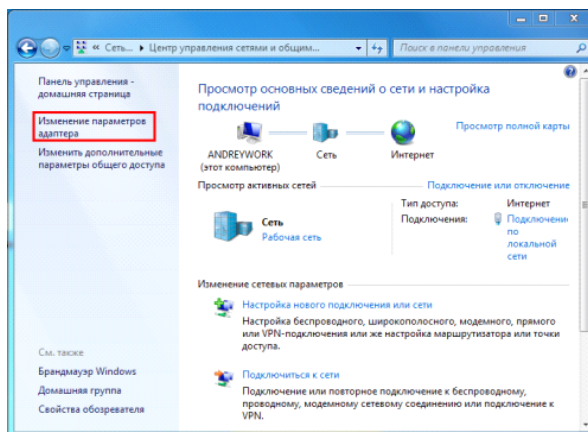 « Сеть... ▸ Центр управления сетями и общим...
Поиск в панели управления
Панель управления -
домашняя страница
Изменение параметров
адаптера
Изменить дополнительные
параметры общего доступа
См. также
Брандмауэр Windows
Домашняя группа
Свойства обозревателя
Просмотр основных сведений о сети и настройка
подключений
Просмотр полной карты
ANDREYWORK
(этот компьютер)
Сеть
Интернет
Просмотр активных сетей
Подключение или отключение
Сеть
Рабочая сеть
Тип доступа: Интернет
Подключения: Подключени
по
локальной
сети
Изменение сетевых параметров
Настройка нового подключения или сети
Настройка беспроводного, широкополосного, модемного, прямого
или VPN-подключения или же настройка маршрутизатора или точки
доступа.
Подключиться к сети
Подключение или повторное подключение к беспроводному,
проводному, модемному сетевому соединению или подключение к
VPN.